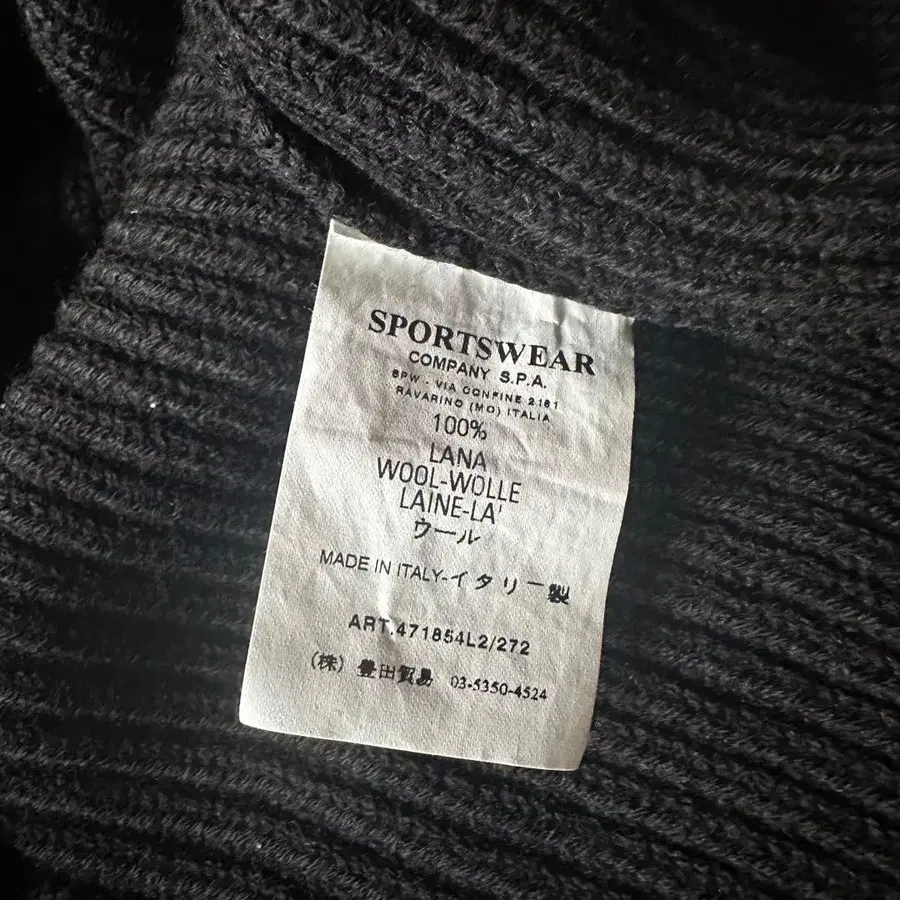 SPORTSWEAR
COMPANY S.P.A.
SPW - VIA CONFINE 2161
RAVARINO (MO) ITALIA
100%
LANA
WOOL-WOLLE
LAINE-LA'
ウール
MADE IN ITALY-イタリー製
ART.471854L2/272
(株) 豊田貿易 03-5350-4524